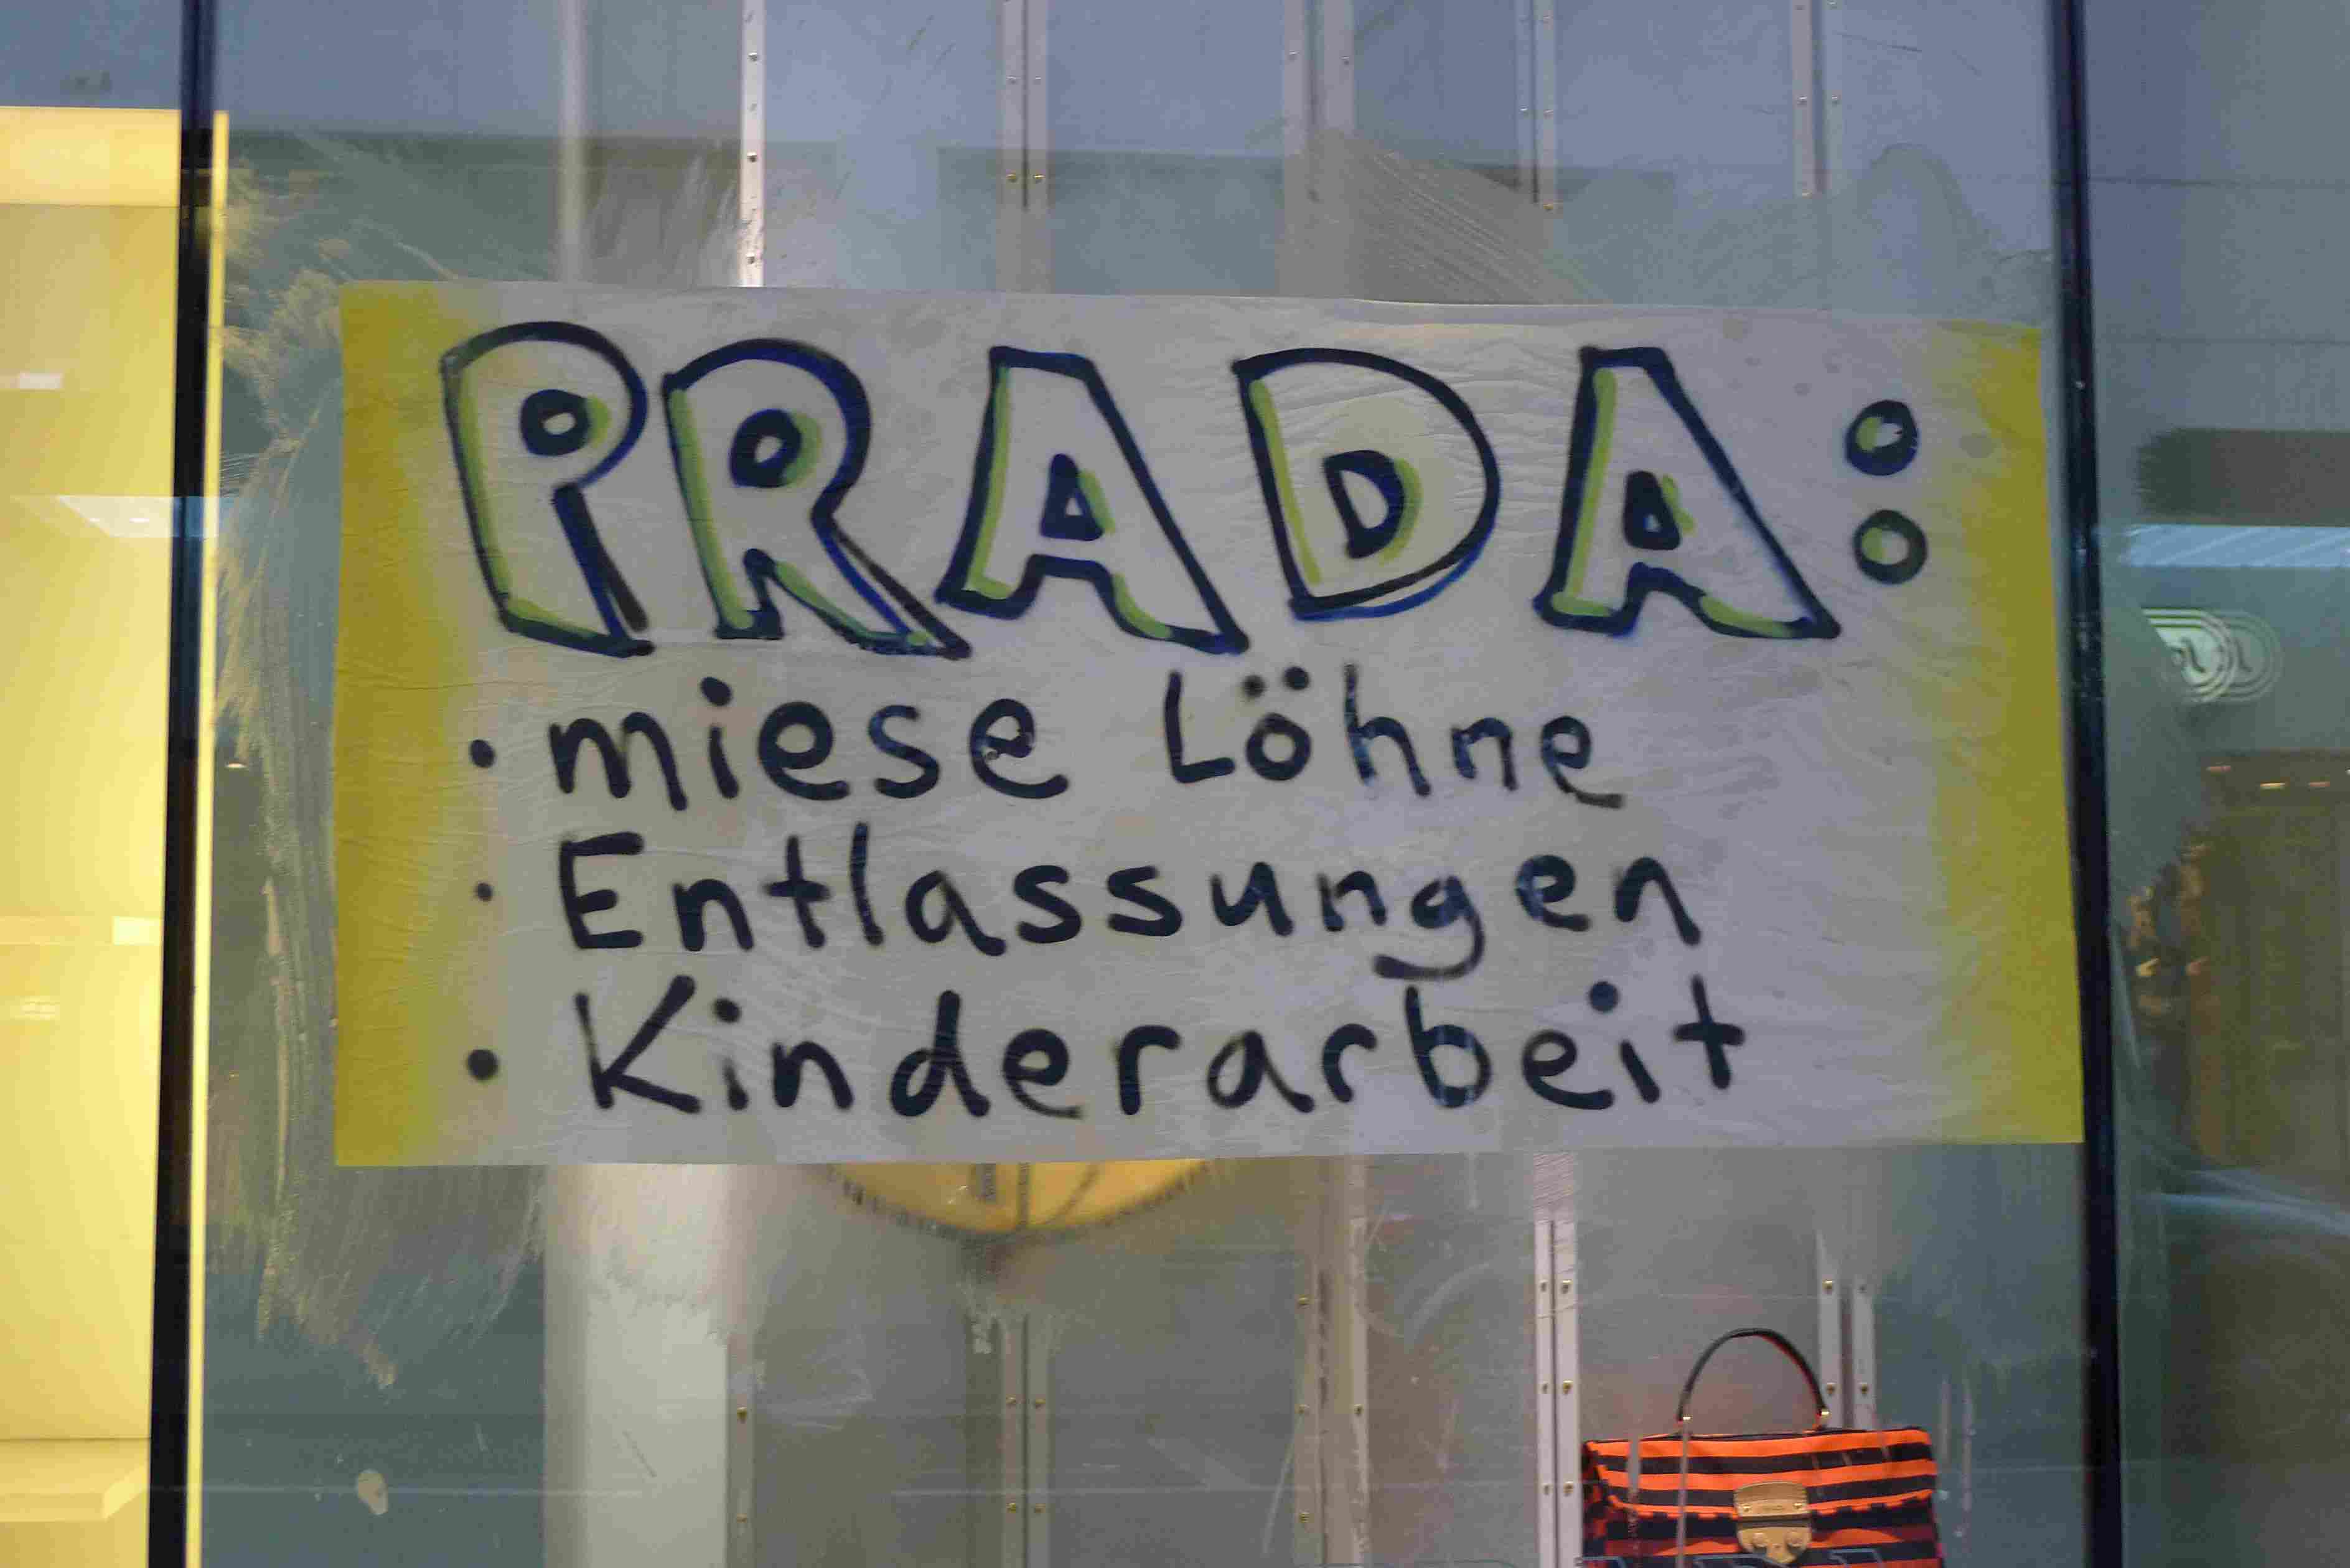 PRADA:
· miese Löhne
· Entlassungen
· Kinderarbeit